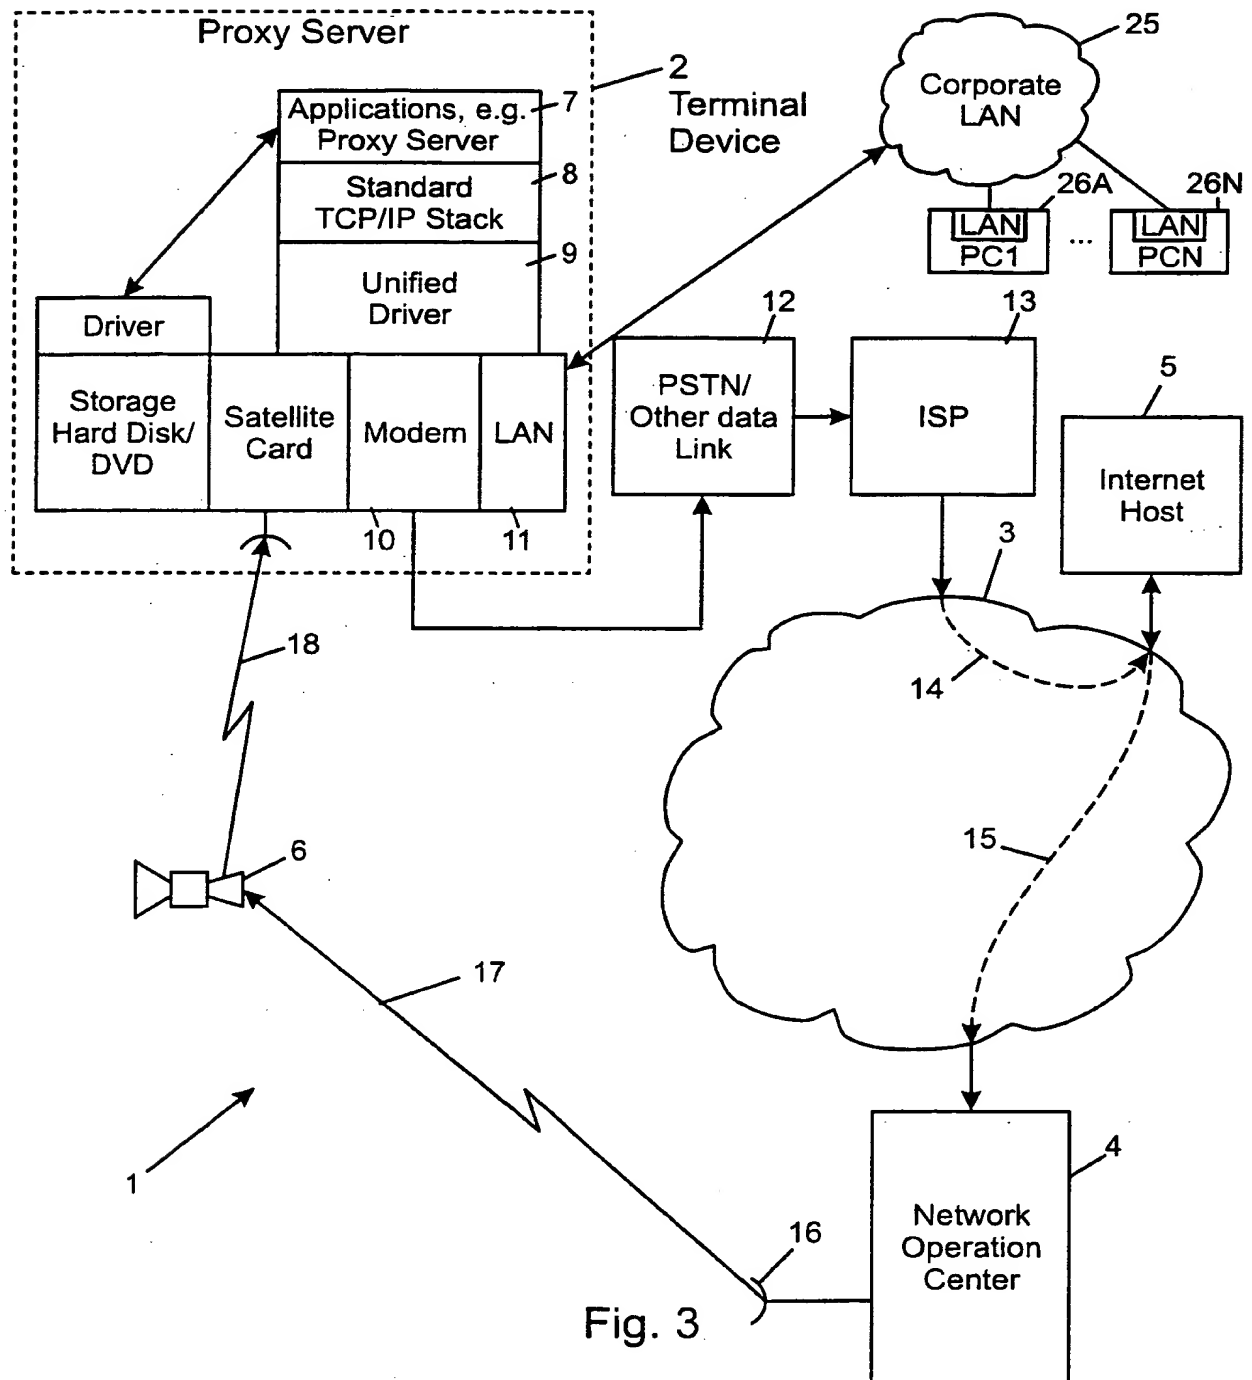 Proxy Server
2
Terminal
Device
25
Corporate
LAN
Applications, e.g.
Proxy Server
7
Standard
TCP/IP Stack
8
Unified
Driver
9
26A
26N
LAN
PC1
...
LAN
PCN
Driver
Storage
Hard Disk/
DVD
Satellite
Card
Modem
LAN
10
11
12
PSTN/
Other data
Link
13
ISP
5
Internet
Host
3
18
14
15
6
17
1
16
4
Network
Operation
Center
Fig. 3